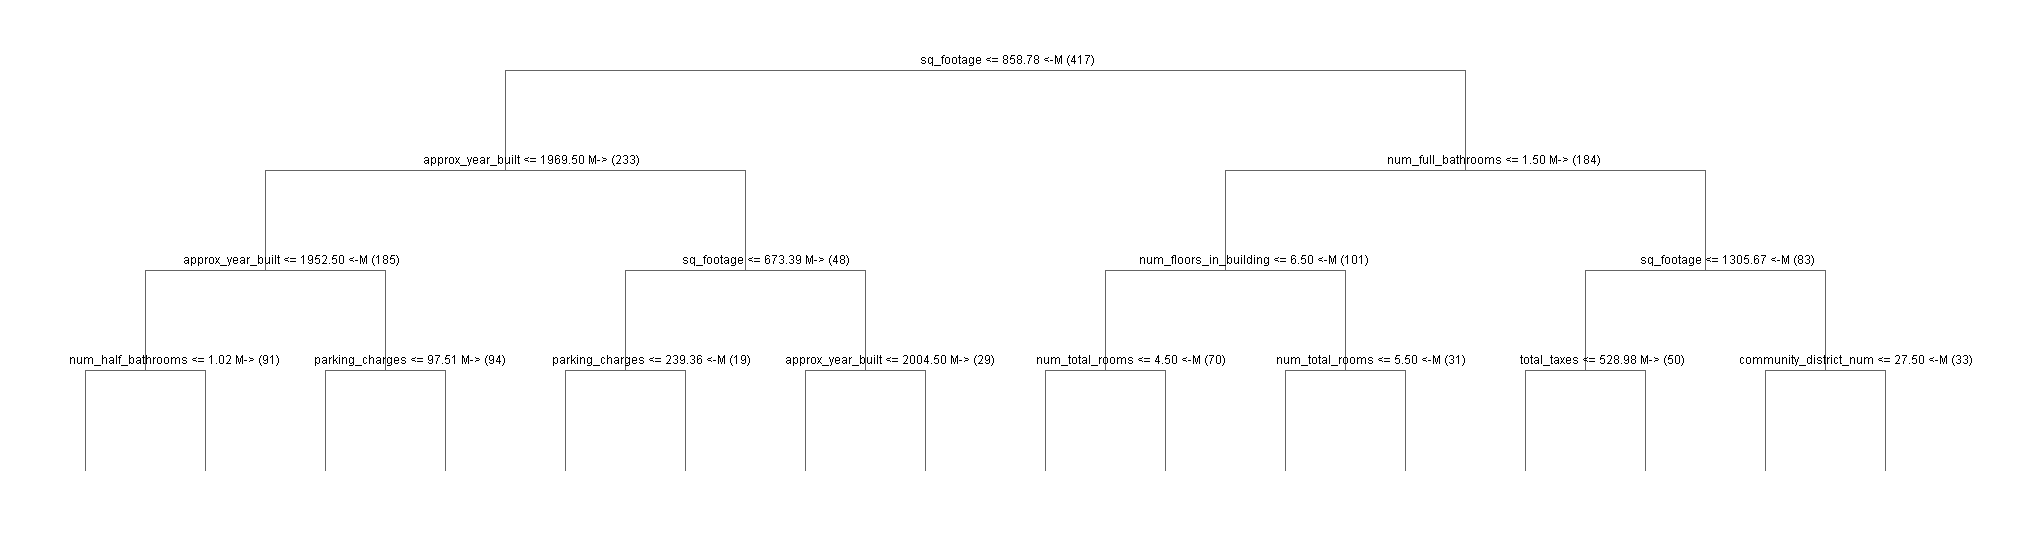 sq_footage <= 858.78 <-M (417)
approx_year_built <= 1969.50 M-> (233)
num_full_bathrooms <= 1.50 M-> (184)
approx_year_built <= 1952.50 <-M (185)
sq_footage <= 673.39 M-> (48)
num_floors_in_building <= 6.50 <-M (101)
sq_footage <= 1305.67 <-M (83)
num_half_bathrooms <= 1.02 M-> (91)
parking_charges <= 97.51 M-> (94)
parking_charges <= 239.36 <-M (19)
approx_year_built <= 2004.50 M-> (29)
num_total_rooms <= 4.50 <-M (70)
num_total_rooms <= 5.50 <-M (31)
total_taxes <= 528.98 M-> (50)
community_district_num <= 27.50 <-M (33)